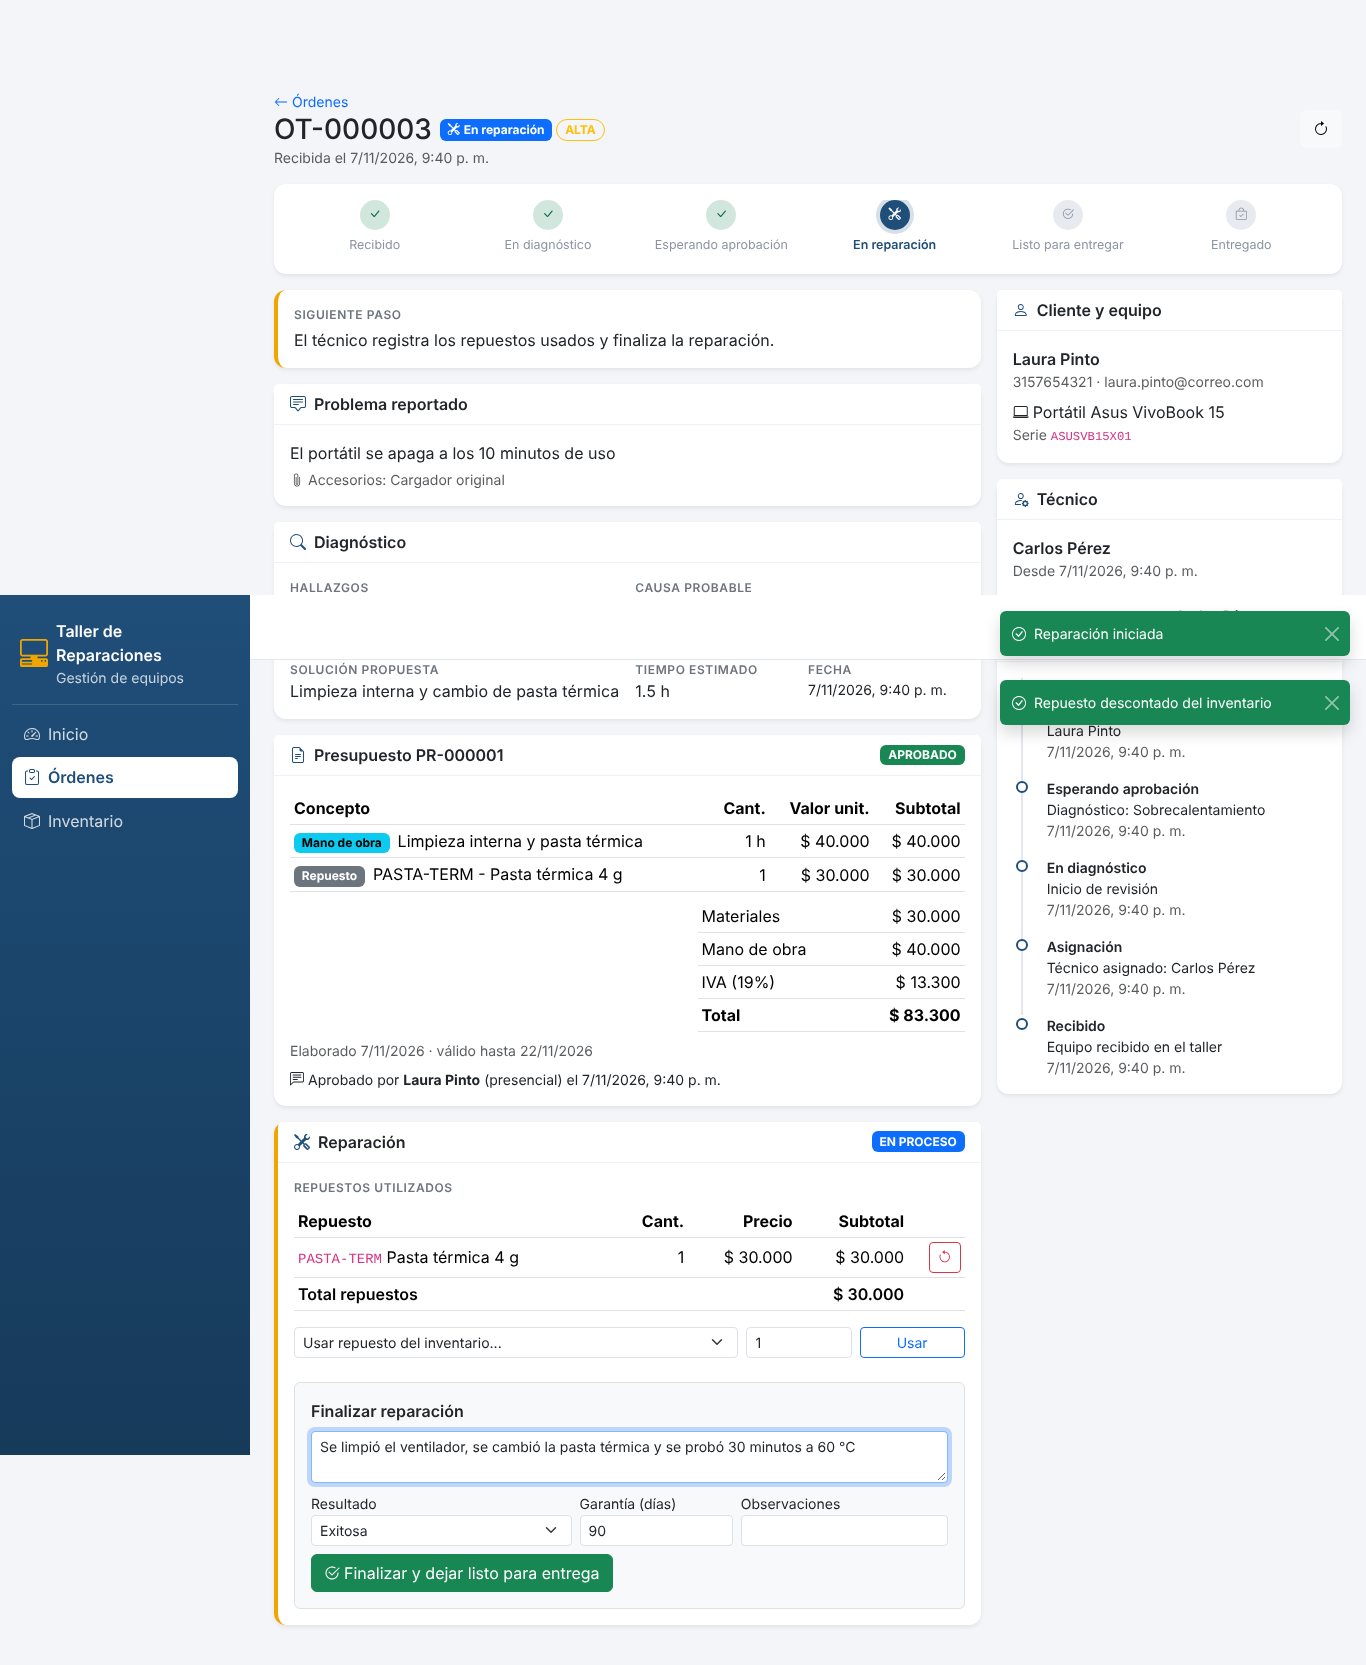 ← Órdenes
OT-000003 En reparación ALTA
Recibida el 7/11/2026, 9:40 p. m.
Recibido
En diagnóstico
Esperando aprobación
En reparación
Listo para entregar
Entregado
SIGUIENTE PASO
El técnico registra los repuestos usados y finaliza la reparación.
Problema reportado
El portátil se apaga a los 10 minutos de uso
Accesorios: Cargador original
Diagnóstico
HALLAZGOS
CAUSA PROBABLE
SOLUCIÓN PROPUESTA
TIEMPO ESTIMADO
FECHA
Limpieza interna y cambio de pasta térmica
1.5 h
7/11/2026, 9:40 p. m.
Presupuesto PR-000001
APROBADO
Concepto Cant. Valor unit. Subtotal
Mano de obra Limpieza interna y pasta térmica 1 h $ 40.000 $ 40.000
Repuesto PASTA-TERM - Pasta térmica 4 g 1 $ 30.000 $ 30.000
Materiales $ 30.000
Mano de obra $ 40.000
IVA (19%) $ 13.300
Total $ 83.300
Elaborado 7/11/2026 · válido hasta 22/11/2026
Aprobado por Laura Pinto (presencial) el 7/11/2026, 9:40 p. m.
Reparación
EN PROCESO
REPUESTOS UTILIZADOS
Repuesto Cant. Precio Subtotal
PASTA-TERM Pasta térmica 4 g 1 $ 30.000 $ 30.000
Total repuestos $ 30.000
Usar repuesto del inventario...
1
Usar
Finalizar reparación
Se limpió el ventilador, se cambió la pasta térmica y se probó 30 minutos a 60 °C
Resultado
Garantía (días)
Observaciones
Exitosa
90
Finalizar y dejar listo para entrega
Cliente y equipo
Laura Pinto
3157654321 · laura.pinto@correo.com
Portátil Asus VivoBook 15
Serie ASUSVB15X01
Técnico
Carlos Pérez
Desde 7/11/2026, 9:40 p. m.
Reparación iniciada
Repuesto descontado del inventario
Laura Pinto
7/11/2026, 9:40 p. m.
Esperando aprobación
Diagnóstico: Sobrecalentamiento
7/11/2026, 9:40 p. m.
En diagnóstico
Inicio de revisión
7/11/2026, 9:40 p. m.
Asignación
Técnico asignado: Carlos Pérez
7/11/2026, 9:40 p. m.
Recibido
Equipo recibido en el taller
7/11/2026, 9:40 p. m.
Taller de
Reparaciones
Gestión de equipos
Inicio
Órdenes
Inventario